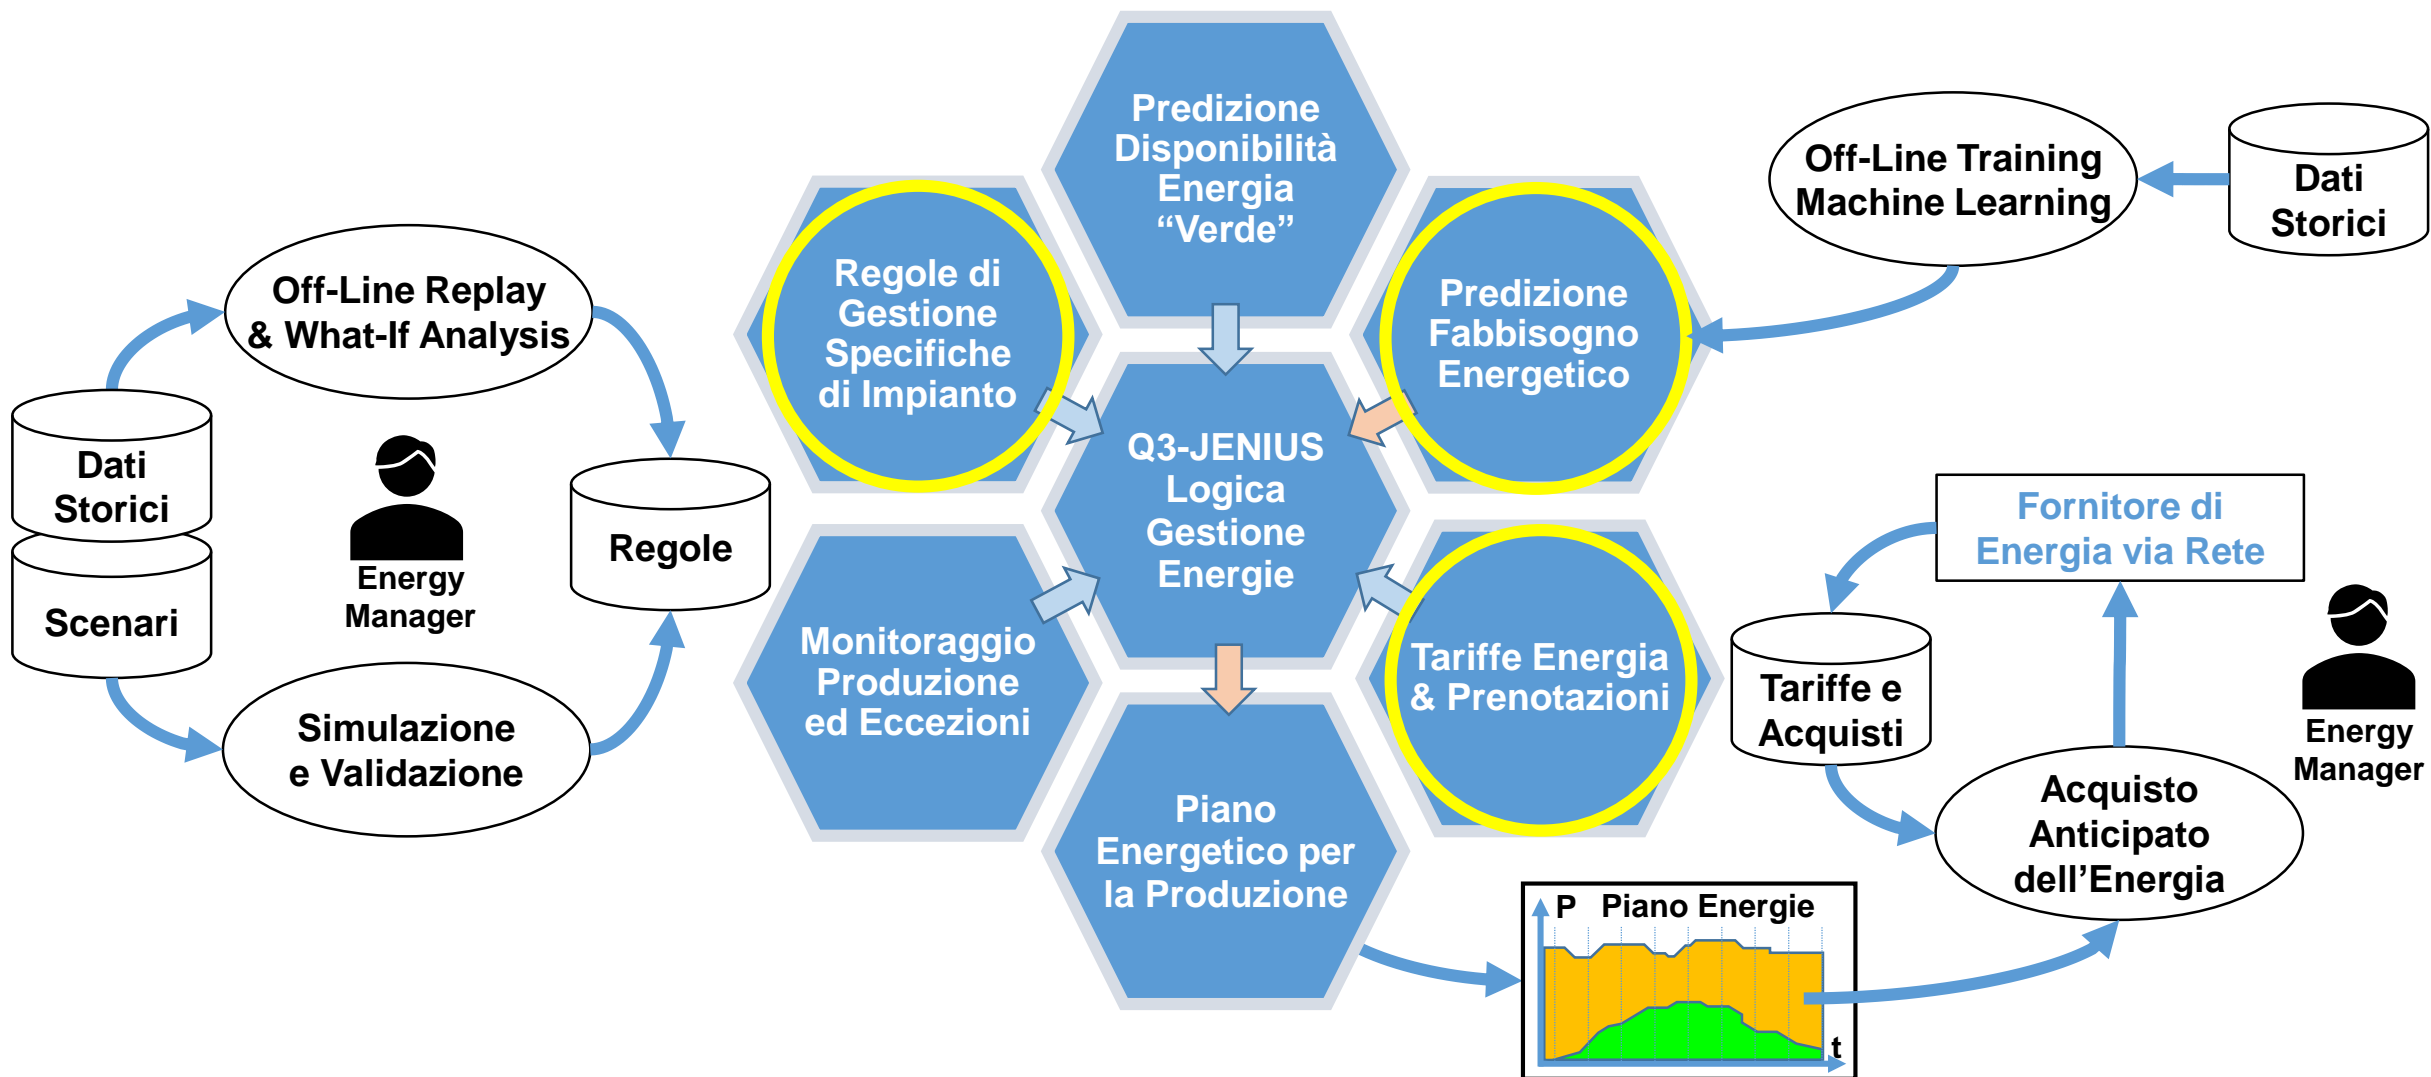 Predizione
Disponibilità
Energia
“Verde”
Off-Line Training
Machine Learning
Dati
Storici
Regole di
Gestione
Specifiche
di Impianto
Predizione
Fabbisogno
Energetico
Off-Line Replay
& What-If Analysis
Dati
Storici
Scenari
Energy
Manager
Regole
Simulazione
e Validazione
Q3-JENIUS
Logica
Gestione
Energie
Monitoraggio
Produzione
ed Eccezioni
Tariffe Energia
& Prenotazioni
Fornitore di
Energia via Rete
Tariffe e
Acquisti
Energy
Manager
Acquisto
Anticipato
dell’Energia
Piano
Energetico per
la Produzione
P Piano Energie
t